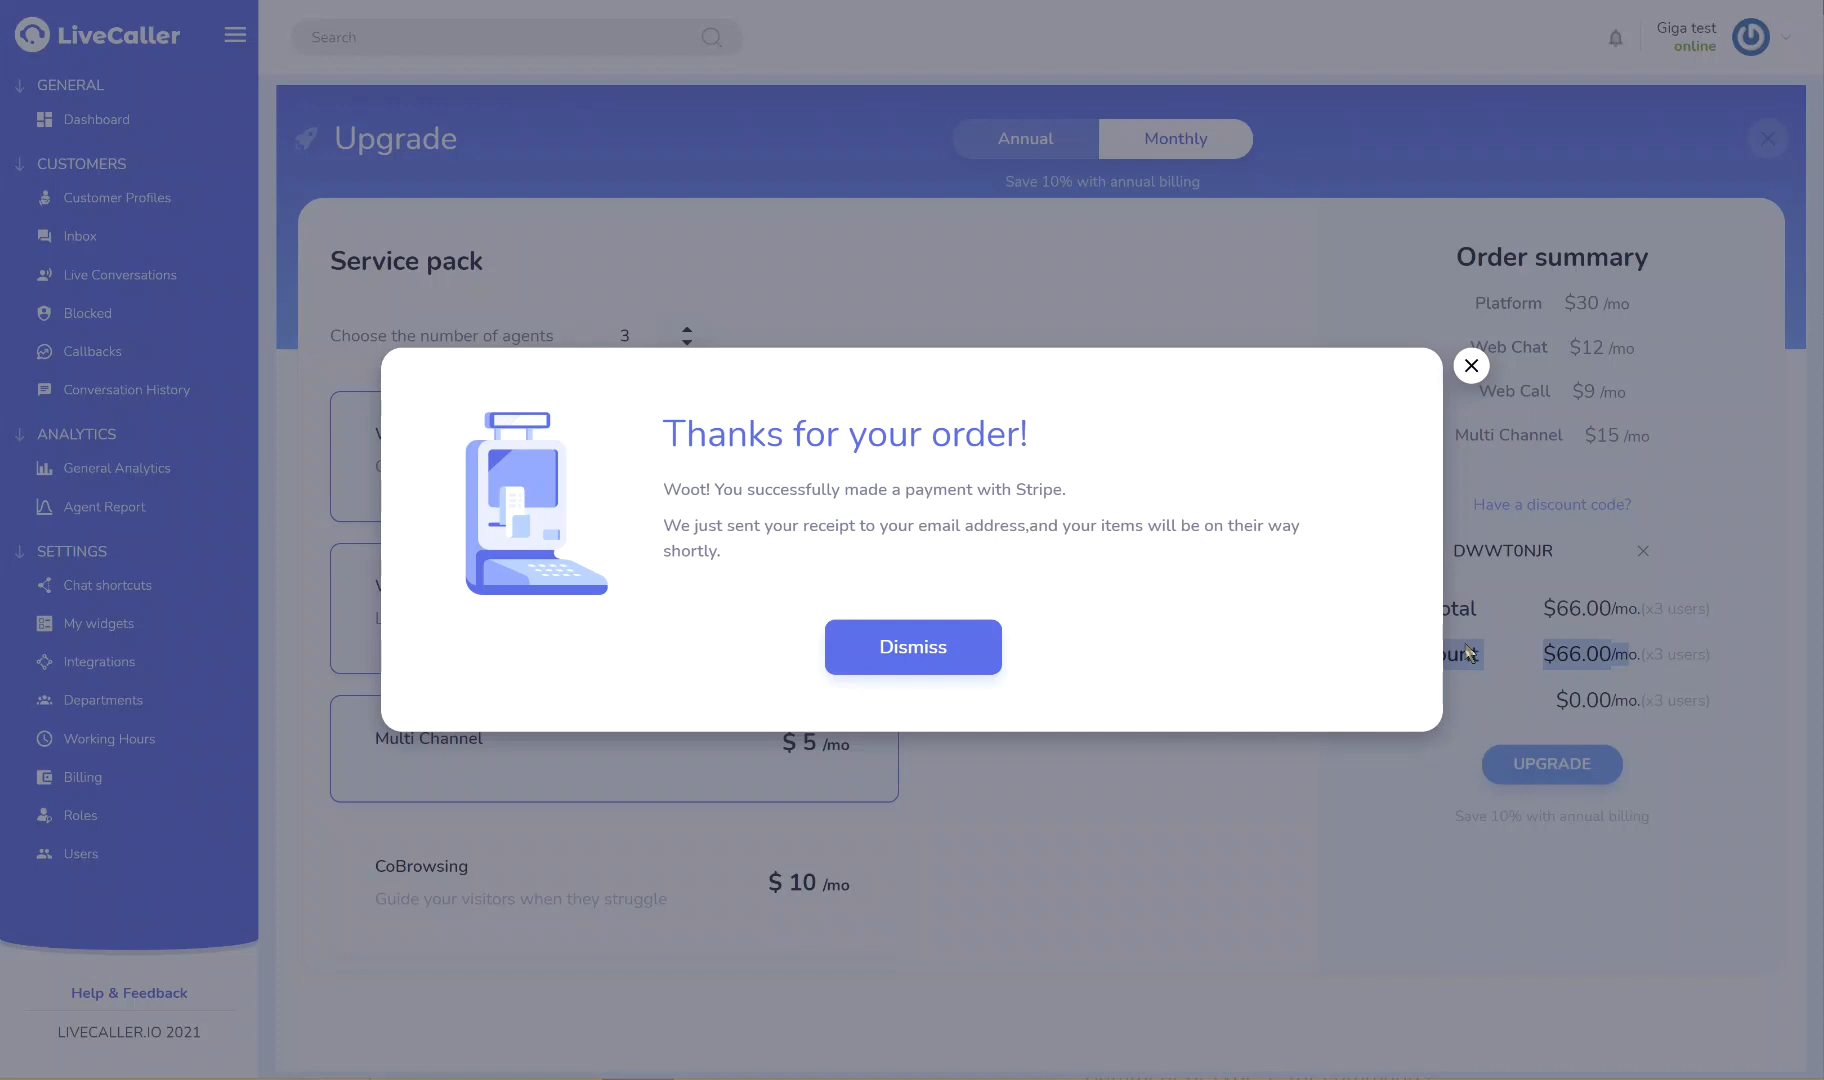 LiveCaller
GENERAL
Dashboard
CUSTOMERS
Customer Profiles
Inbox
Live Conversations
Blocked
Callbacks
Conversation History
ANALYTICS
General Analytics
Agent Report
SETTINGS
Chat shortcuts
My widgets
Integrations
Departments
Working Hours
Billing
Roles
Users
Help & Feedback
LIVECALLER.IO 2021
Search
Giga test
online
Upgrade
Annual
Monthly
Save 10% with annual billing
Service pack
Choose the number of agents 3
Thanks for your order!
Woot! You successfully made a payment with Stripe.
We just sent your receipt to your email address,and your items will be on their way
shortly.
Dismiss
Multi Channel
$ 5 /mo
CoBrowsing
Guide your visitors when they struggle
$ 10 /mo
Order summary
Platform $30 /mo
Web Chat $12 /mo
Web Call $9 /mo
Multi Channel $15 /mo
Have a discount code?
DWWT0NJR
$66.00/mo.(x3 users)
$66.00/mo.(x3 users)
$0.00/mo.(x3 users)
UPGRADE
Save 10% with annual billing